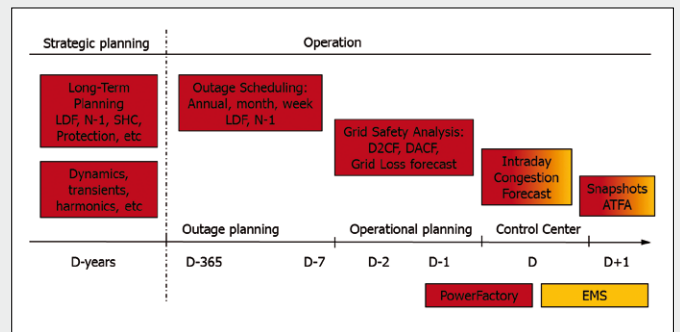 Strategic planning
Operation
Long-Term
Planning
LDF, N-1, SHC,
Protection, etc
Outage Scheduling:
Annual, month, week
LDF, N-1
Grid Safety Analysis:
D2CF, DACF,
Grid Loss forecast
Intraday
Congestion
Forecast
Snapshots
ATFA
Dynamics,
transients,
harmonics, etc
Outage planning
Operational planning
Control Center
D-years
D-365
D-7
D-2
D-1
D
D+1
PowerFactory
EMS